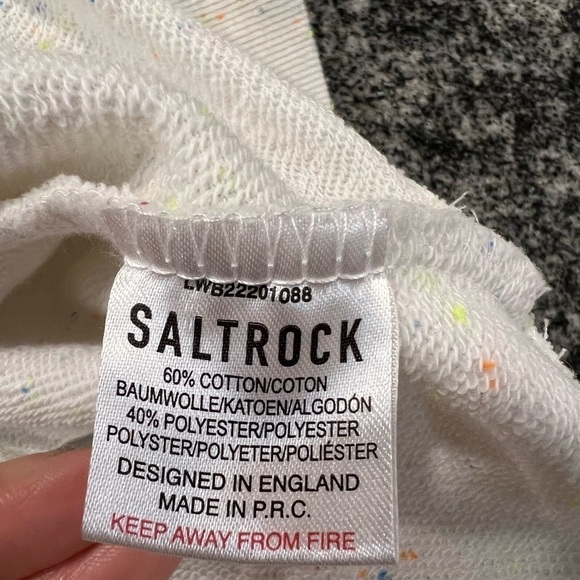 LWB22201088
SALTROCK
60% COTTON/COTON
BAUMWOLLE/KATOEN/ALGODÓN
40% POLYESTER/POLYESTER
POLYSTER/POLYETER/POLIÉSTER
DESIGNED IN ENGLAND
MADE IN P.R.C.
KEEP AWAY FROM FIRE